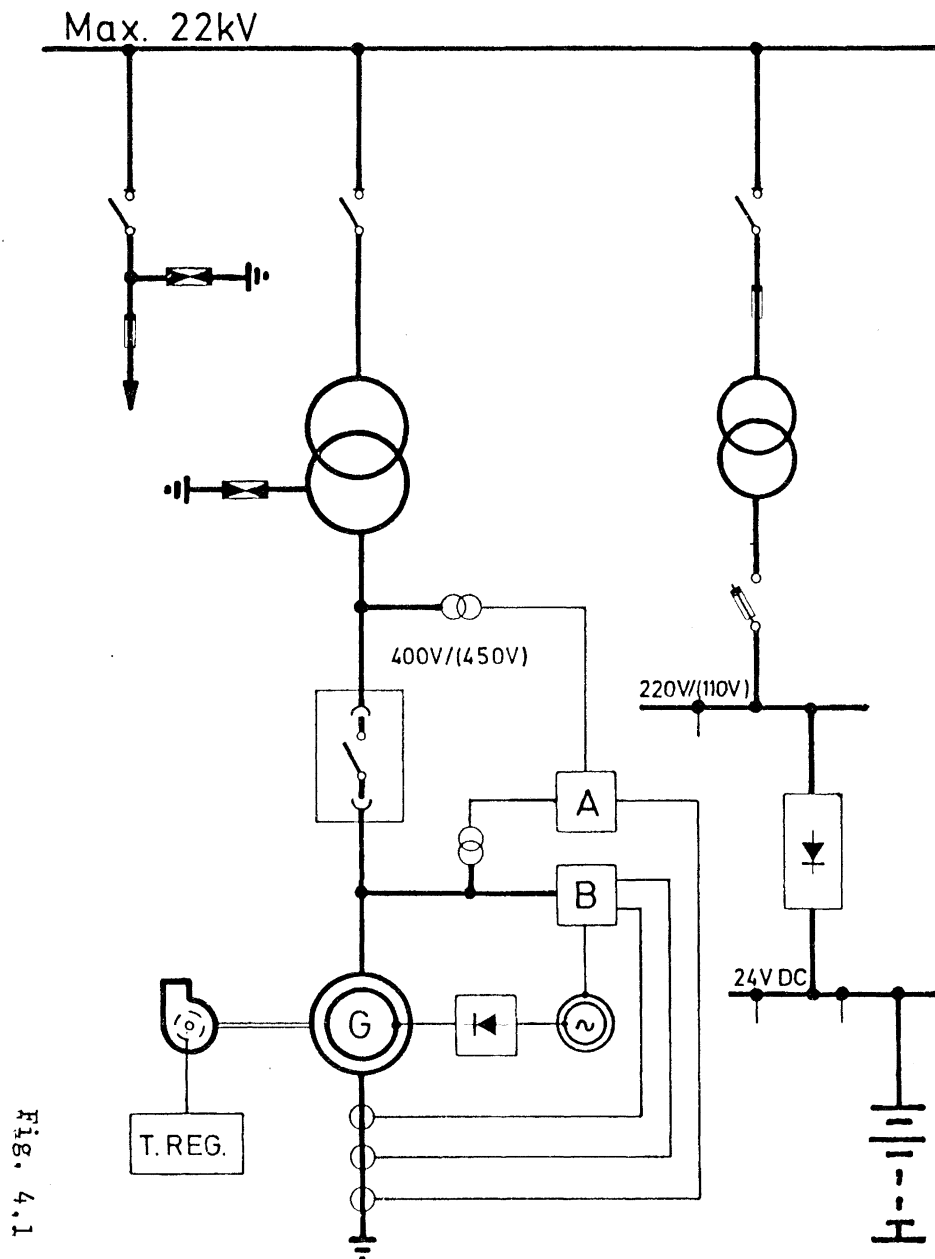 Max. 22kV
400V/(450V)
220V/(110V)
A
B
24V DC
G
~
T. REG.
Fig. 4.1